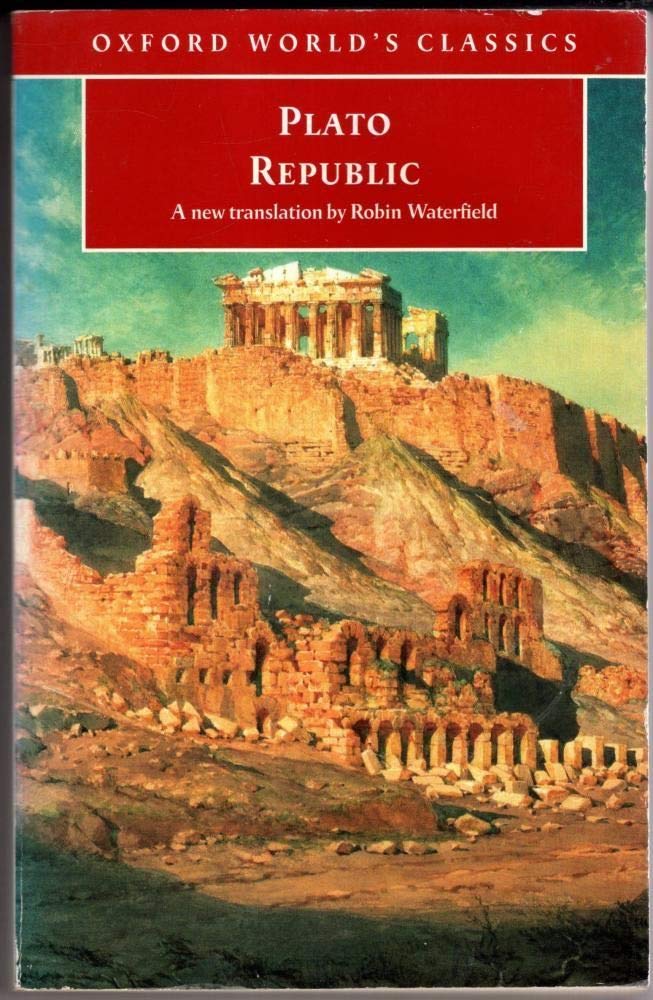 OXFORD WORLD'S CLASSICS
PLATO
REPUBLIC
A new translation by Robin Waterfield